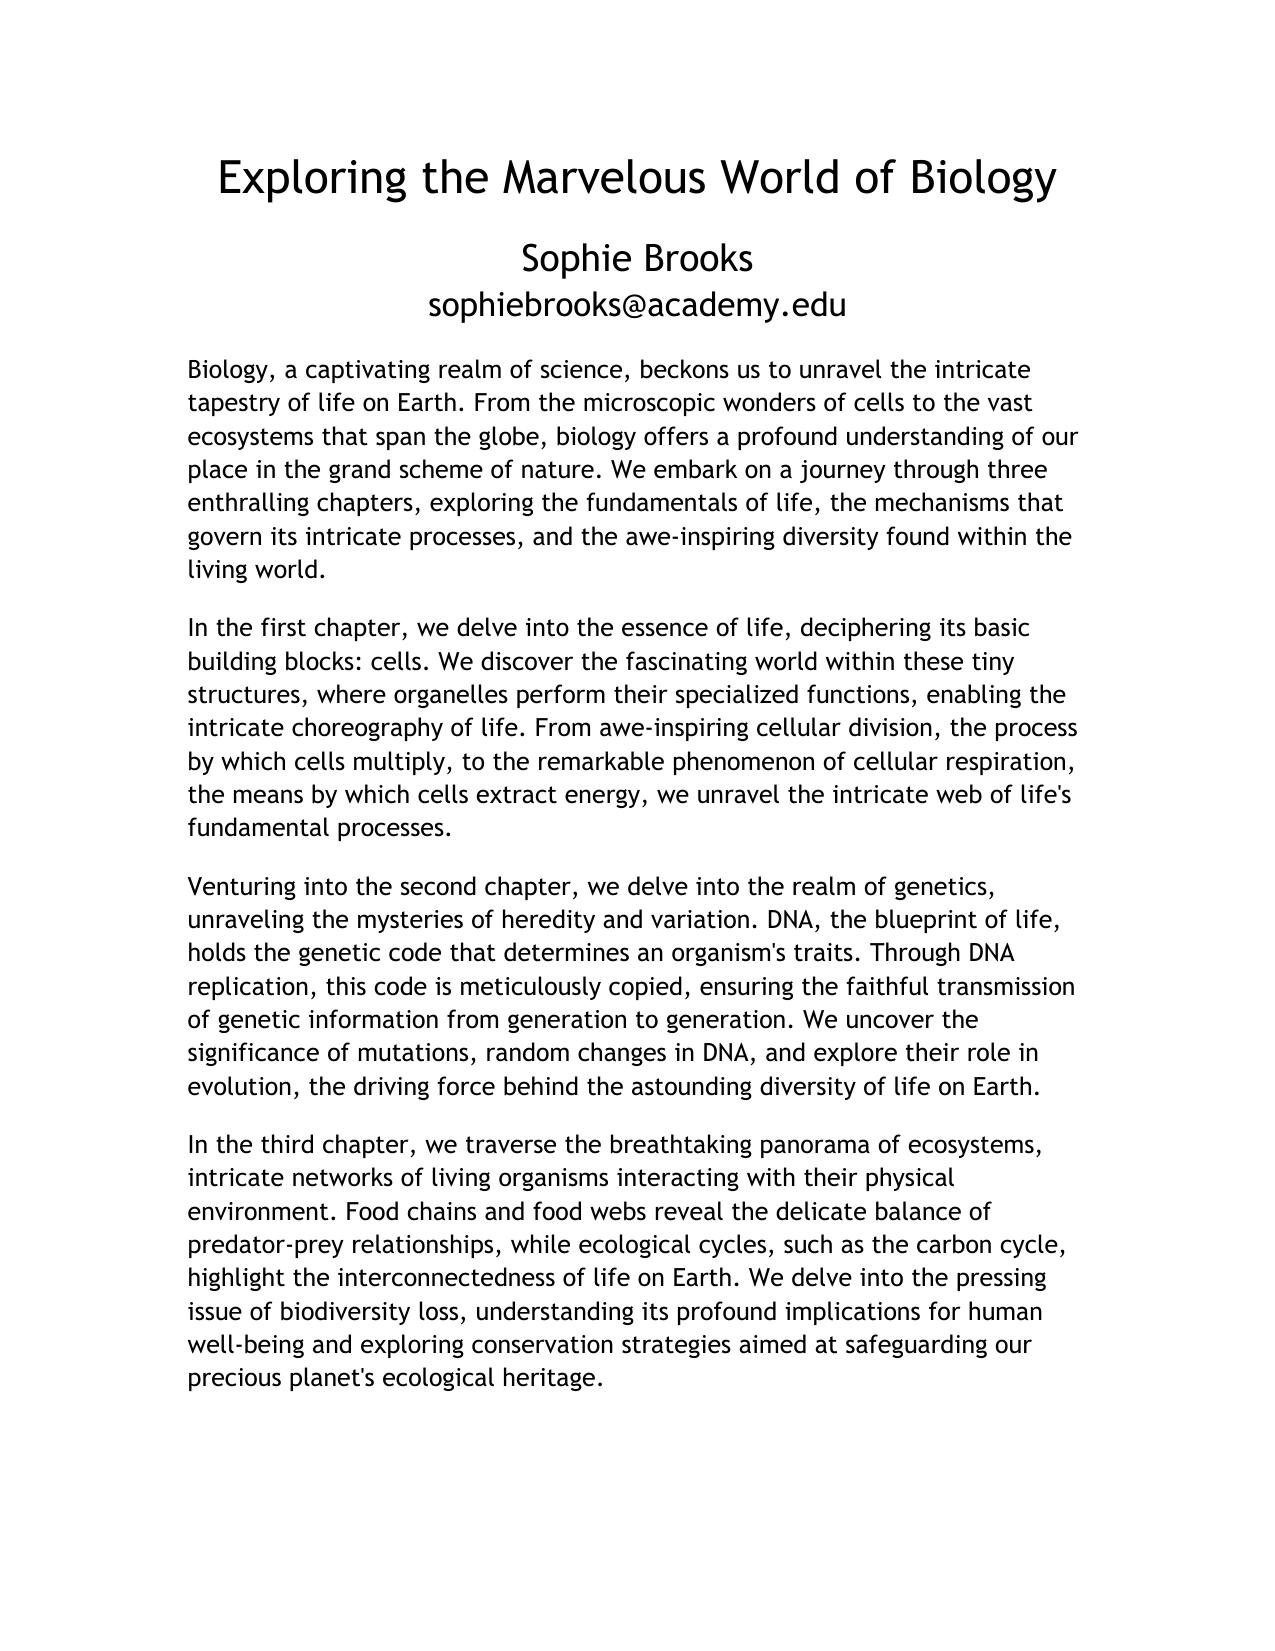 Exploring the Marvelous World of Biology
Sophie Brooks
sophiebrooks@academy.edu
Biology, a captivating realm of science, beckons us to unravel the intricate
tapestry of life on Earth. From the microscopic wonders of cells to the vast
ecosystems that span the globe, biology offers a profound understanding of our
place in the grand scheme of nature. We embark on a journey through three
enthralling chapters, exploring the fundamentals of life, the mechanisms that
govern its intricate processes, and the awe-inspiring diversity found within the
living world.
In the first chapter, we delve into the essence of life, deciphering its basic
building blocks: cells. We discover the fascinating world within these tiny
structures, where organelles perform their specialized functions, enabling the
intricate choreography of life. From awe-inspiring cellular division, the process
by which cells multiply, to the remarkable phenomenon of cellular respiration,
the means by which cells extract energy, we unravel the intricate web of life's
fundamental processes.
Venturing into the second chapter, we delve into the realm of genetics,
unraveling the mysteries of heredity and variation. DNA, the blueprint of life,
holds the genetic code that determines an organism's traits. Through DNA
replication, this code is meticulously copied, ensuring the faithful transmission
of genetic information from generation to generation. We uncover the
significance of mutations, random changes in DNA, and explore their role in
evolution, the driving force behind the astounding diversity of life on Earth.
In the third chapter, we traverse the breathtaking panorama of ecosystems,
intricate networks of living organisms interacting with their physical
environment. Food chains and food webs reveal the delicate balance of
predator-prey relationships, while ecological cycles, such as the carbon cycle,
highlight the interconnectedness of life on Earth. We delve into the pressing
issue of biodiversity loss, understanding its profound implications for human
well-being and exploring conservation strategies aimed at safeguarding our
precious planet's ecological heritage.